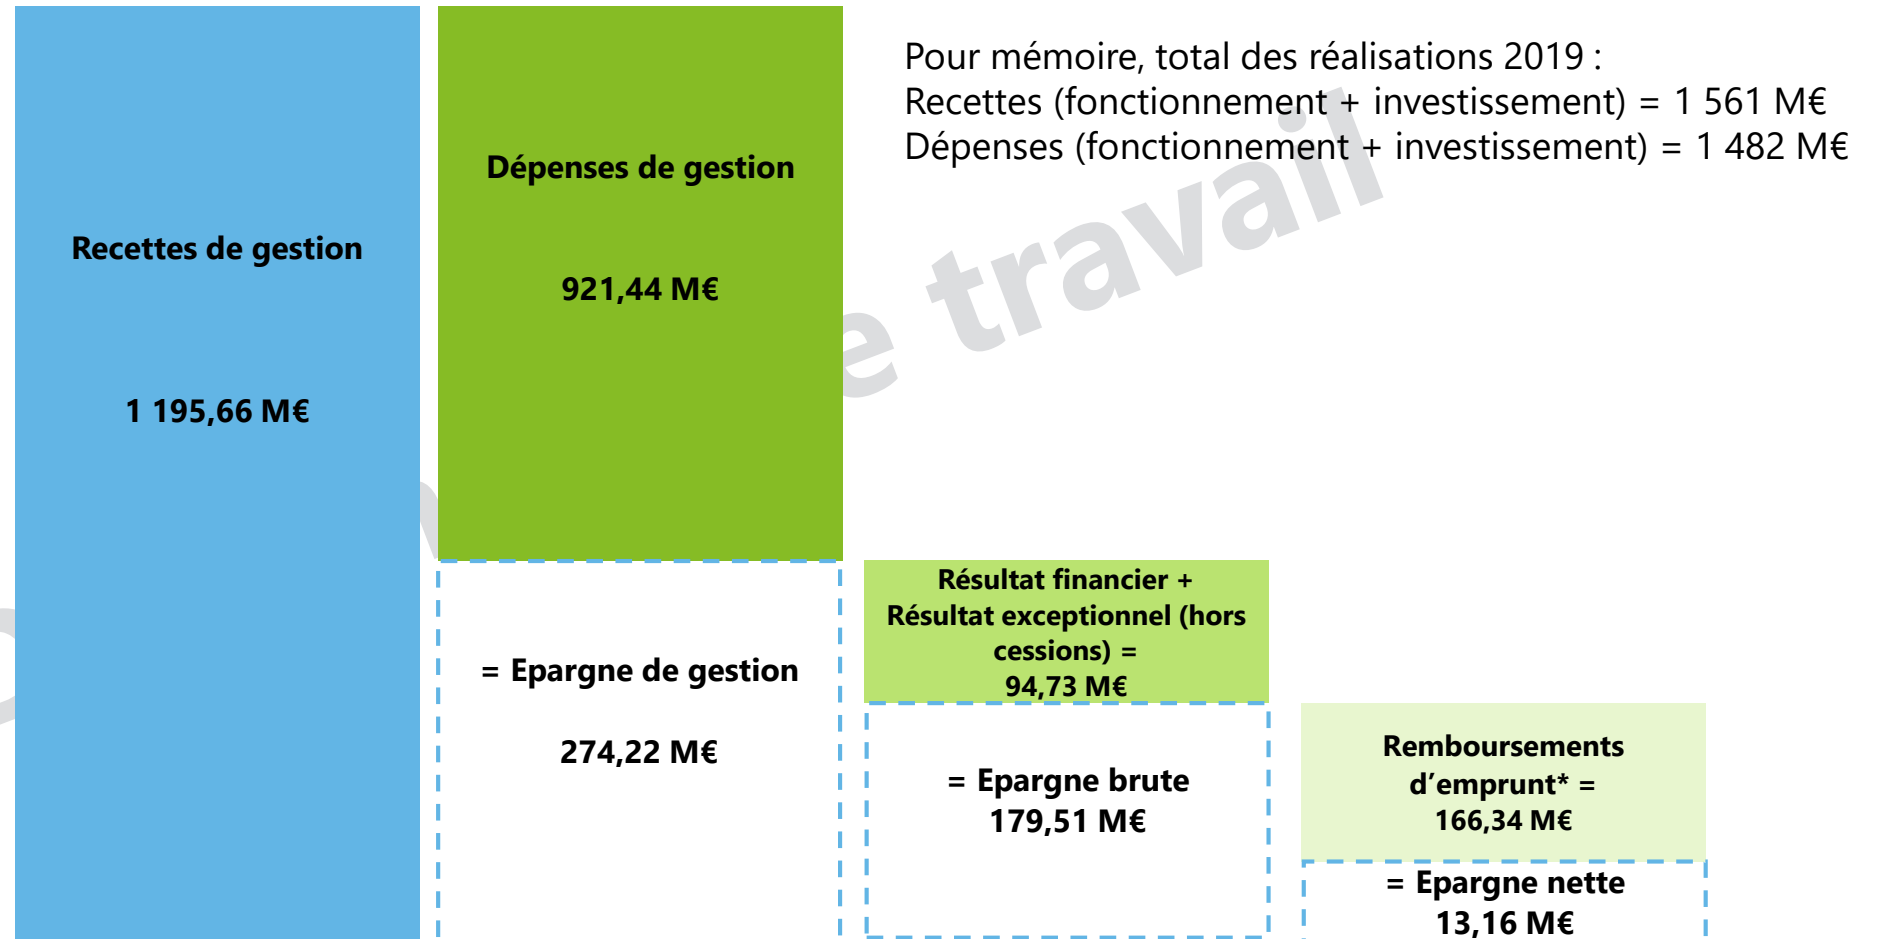 Recettes de gestion
1 195,66 M€
Dépenses de gestion
921,44 M€
Pour mémoire, total des réalisations 2019 :
Recettes (fonctionnement + investissement) = 1 561 M€
Dépenses (fonctionnement + investissement) = 1 482 M€
= Epargne de gestion
274,22 M€
Résultat financier +
Résultat exceptionnel (hors
cessions) =
94,73 M€
= Epargne brute
179,51 M€
Remboursements
d’emprunt* =
166,34 M€
= Epargne nette
13,16 M€
travail